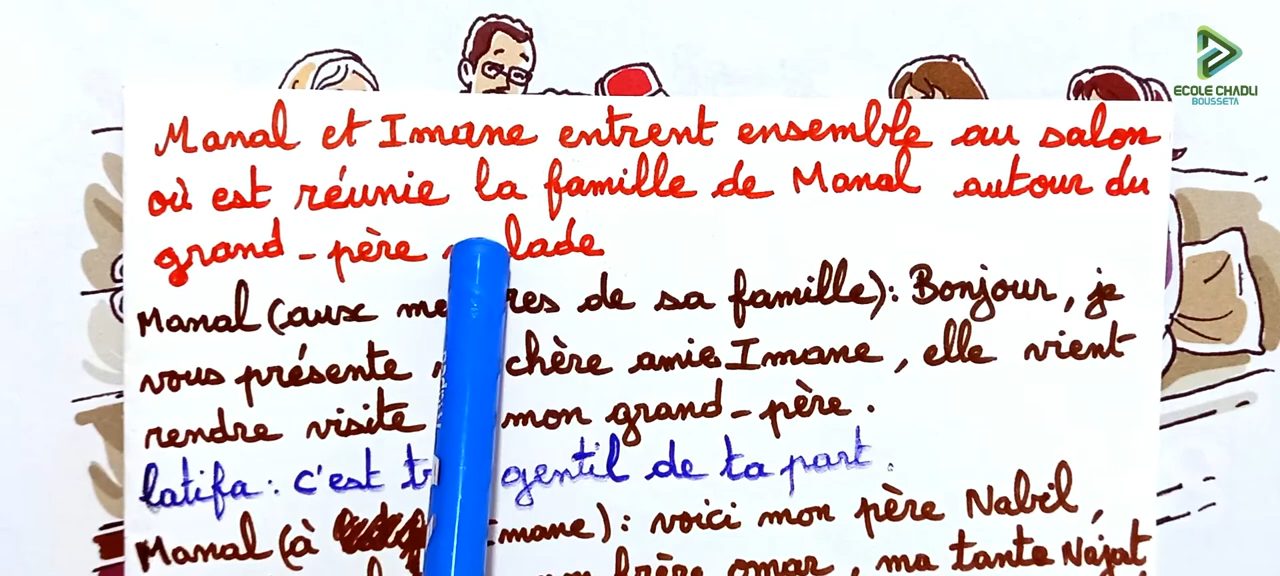 Manal et Imane entrent ensemble au salon
où est réunie la famille de Manal autour du
grand-père lade
Manal (aux me res de sa famille): Bonjour, je
vous présente chère amie Imane, elle vient
rendre visite mon grand-père.
latifa: c'est gentil de ta part.
Manal (à Imane): voici mon père Nabil,
frère omar, ma tante Najat
ECOLE CHADLI
BOUSSETA